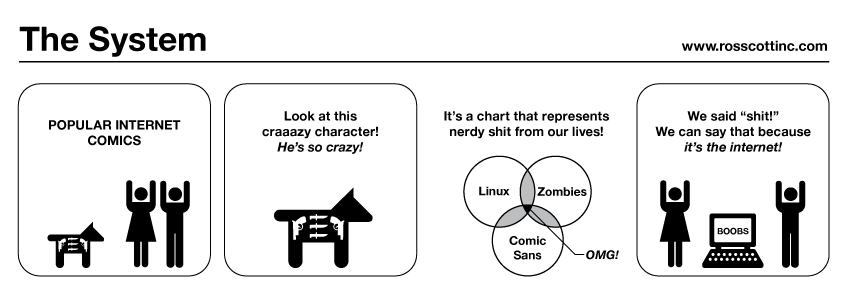 The System
www.rosscottinc.com
POPULAR INTERNET
COMICS
Look at this
craaazy character!
He's so crazy!
It's a chart that represents
nerdy shit from our lives!
Linux
Zombies
Comic
Sans
OMG!
We said “shit!”
We can say that because
it's the internet!
BOOBS